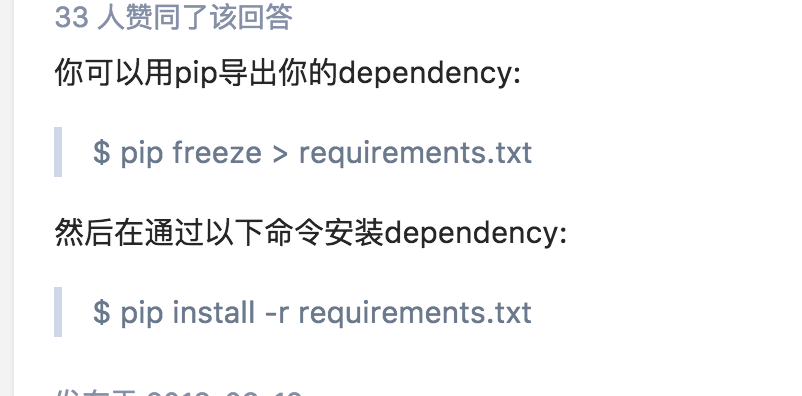 33 人赞同了该回答
你可以用pip导出你的dependency:
$ pip freeze > requirements.txt
然后在通过以下命令安装dependency:
$ pip install -r requirements.txt